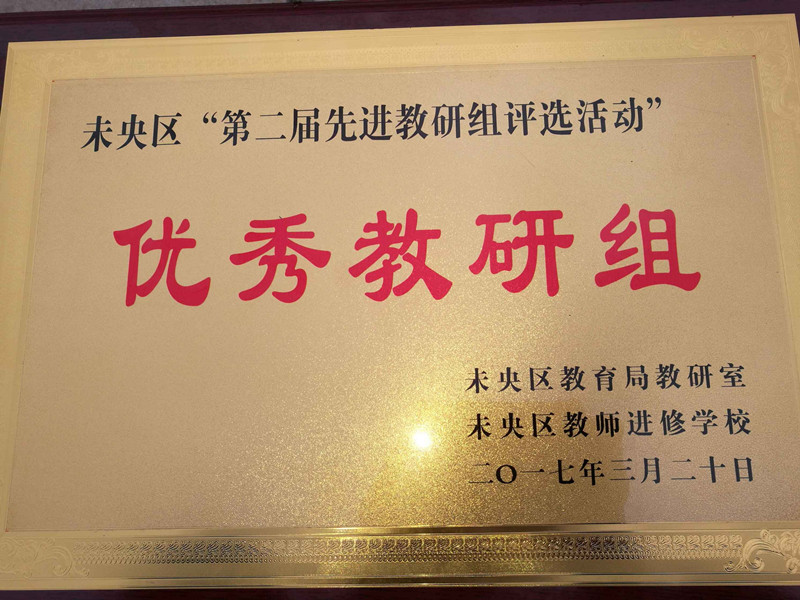 未央区“第二届先进教研组评选活动”
优秀教研组
未央区教育局教研室
未央区教师进修学校
二〇一七年三月二十日